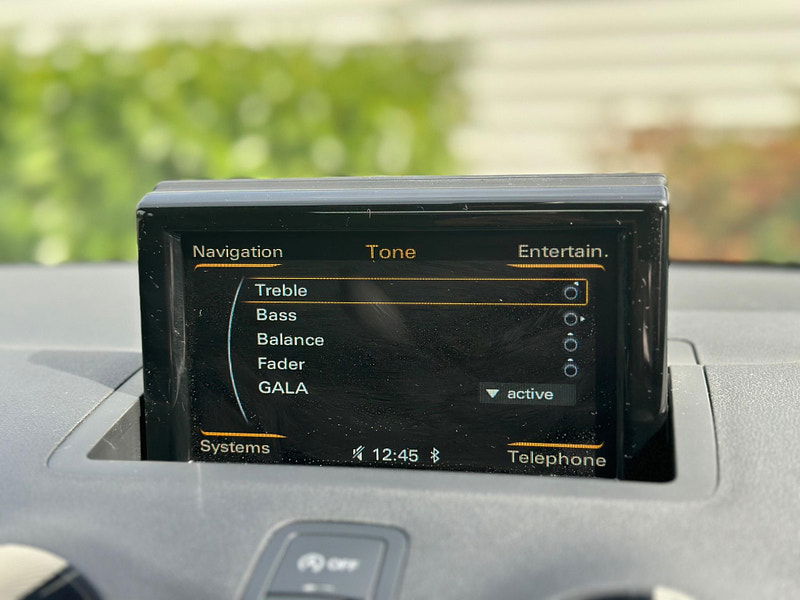 Navigation Tone Entertain.
Treble
Bass
Balance
Fader
GALA active
Systems 12:45 Telephone
OFF